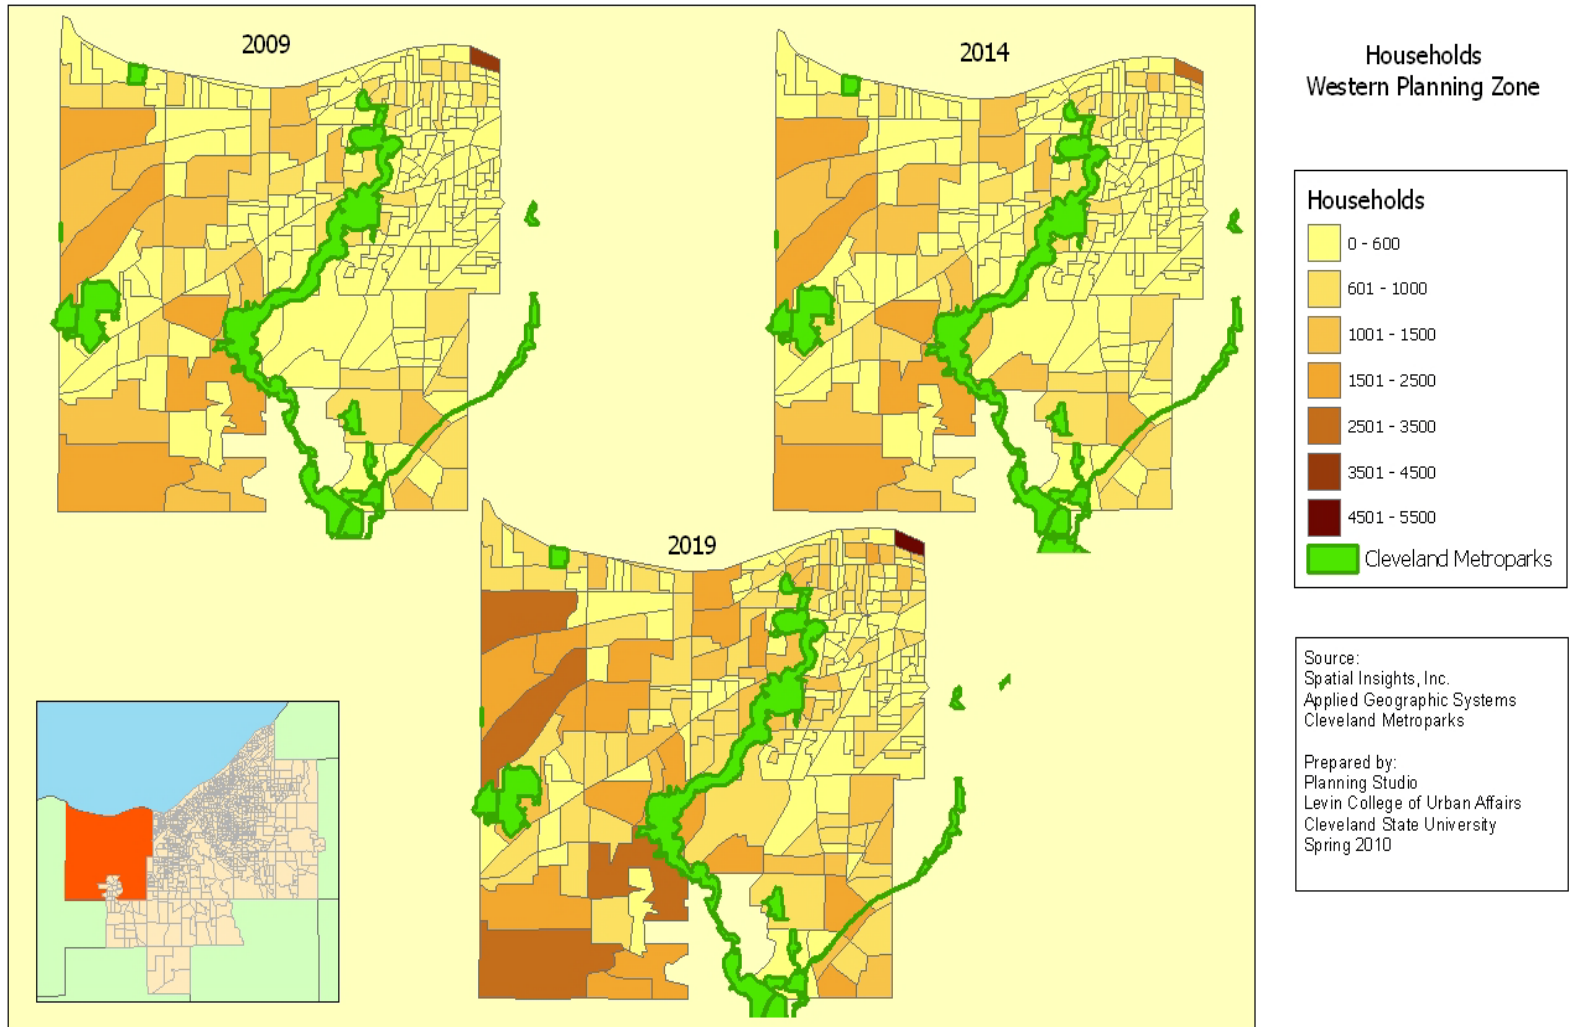 2009
2014
2019
Households
Western Planning Zone
Households
0 - 600
601 - 1000
1001 - 1500
1501 - 2500
2501 - 3500
3501 - 4500
4501 - 5500
Cleveland Metroparks
Source:
Spatial Insights, Inc.
Applied Geographic Systems
Cleveland Metroparks
Prepared by:
Planning Studio
Levin College of Urban Affairs
Cleveland State University
Spring 2010